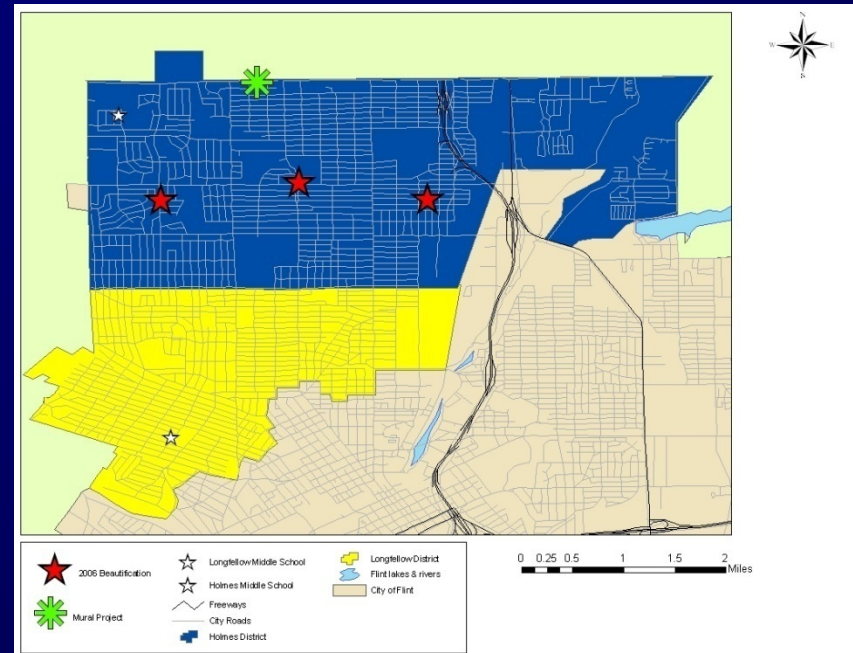 N
W E
S
2006 Beautification
Mural Project
Longfellow Middle School
Holmes Middle School
Freeways
City Roads
Holmes District
Longfellow District
Flint lakes & rivers
City of Flint
0 0.25 0.5 1 1.5 2
Miles